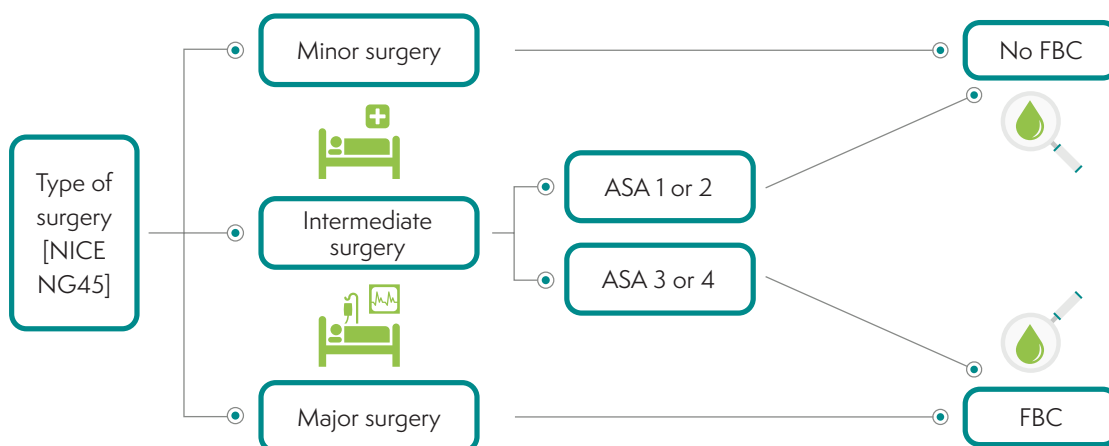 Minor surgery
No FBC
Type of
surgery
[NICE
NG45]
Intermediate
surgery
ASA 1 or 2
ASA 3 or 4
Major surgery
FBC